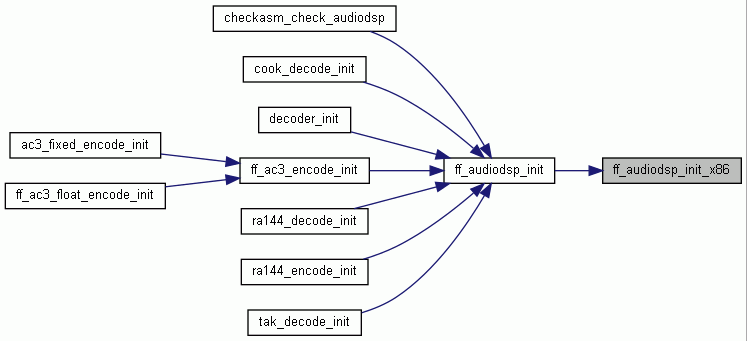 checkasm_check_audiodsp
cook_decode_init
decoder_init
ac3_fixed_encode_init
ff_ac3_encode_init
ff_audiodsp_init
ff_audiodsp_init_x86
ff_ac3_float_encode_init
ra144_decode_init
ra144_encode_init
tak_decode_init